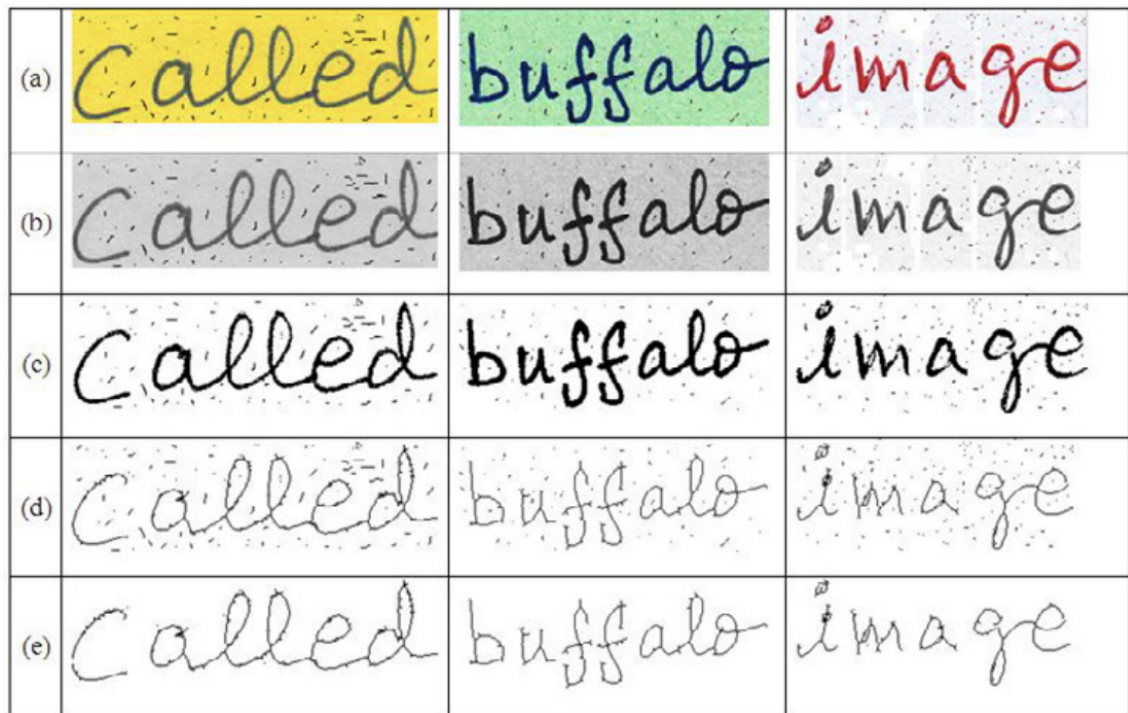 (a) called buffalo image
(b) called buffalo image
(c) called buffalo image
(d) called buffalo image
(e) called buffalo image